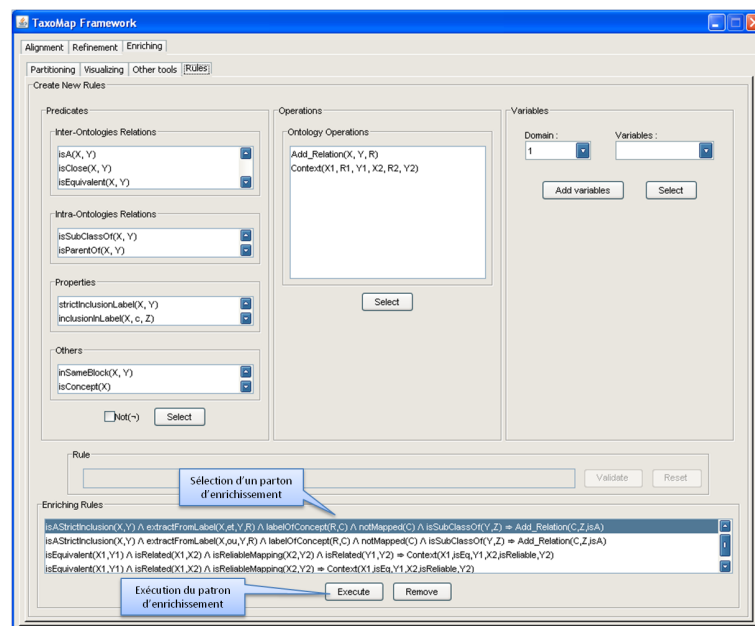 TaxoMap Framework
Alignment Refinement Enriching
Partitioning Visualizing Other tools Rules
Create New Rules
Predicates
Inter-Ontologies Relations
isA(X, Y)
isClose(X, Y)
isEquivalent(X, Y)
Intra-Ontologies Relations
isSubClassOf(X, Y)
isParentOf(X, Y)
Properties
strictInclusionLabel(X, Y)
inclusionInLabel(X, c, Z)
Others
inSameBlock(X, Y)
isConcept(X)
Not(¬) Select
Operations
Ontology Operations
Add_Relation(X, Y, R)
Context(X1, R1, Y1, X2, R2, Y2)
Select
Variables
Domain : Variables :
1
Add variables Select
Rule
Validate Reset
Sélection d'un parton
d'enrichissement
Enriching Rules
isAStrictInclusion(X,Y) Λ extractFromLabel(X,et,Y,R) Λ labelOfConcept(R,C) Λ notMapped(C) Λ isSubClassOf(Y,Z) ⇒ Add_Relation(C,Z,isA)
isAStrictInclusion(X,Y) Λ extractFromLabel(X,ou,Y,R) Λ labelOfConcept(R,C) Λ notMapped(C) Λ isSubClassOf(Y,Z) ⇒ Add_Relation(C,Z,isA)
isEquivalent(X1,Y1) Λ isRelated(X1,X2) Λ isReliableMapping(X2,Y2) Λ isRelated(Y1,Y2) ⇒ Context(X1,isEq,Y1,X2,isReliable,Y2)
isEquivalent(X1,Y1) Λ isRelated(X1,X2) Λ isReliableMapping(X2,Y2) ⇒ Context(X1,isEq,Y1,X2,isReliable,Y2)
Exécution du patron
d'enrichissement
Execute Remove